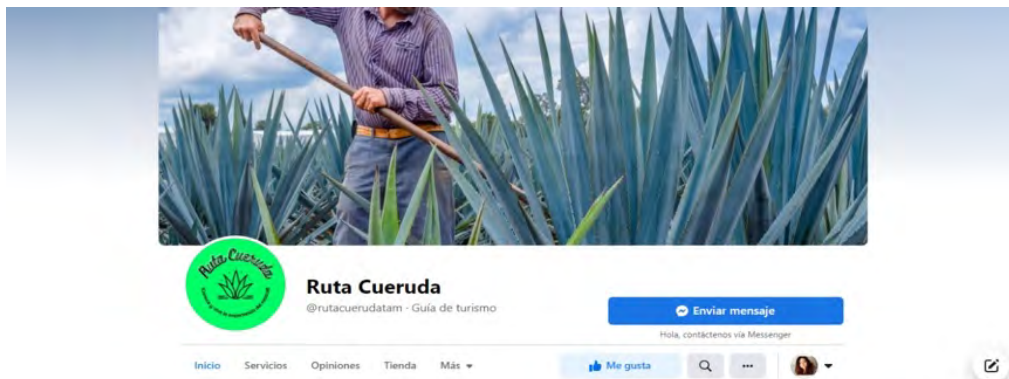 Ruta Cueruda
Ruta Cueruda
@rutacuerudatam · Guía de turismo
Enviar mensaje
Hola, contáctenos vía Messenger
Inicio Servicios Opiniones Tienda Más
Me gusta